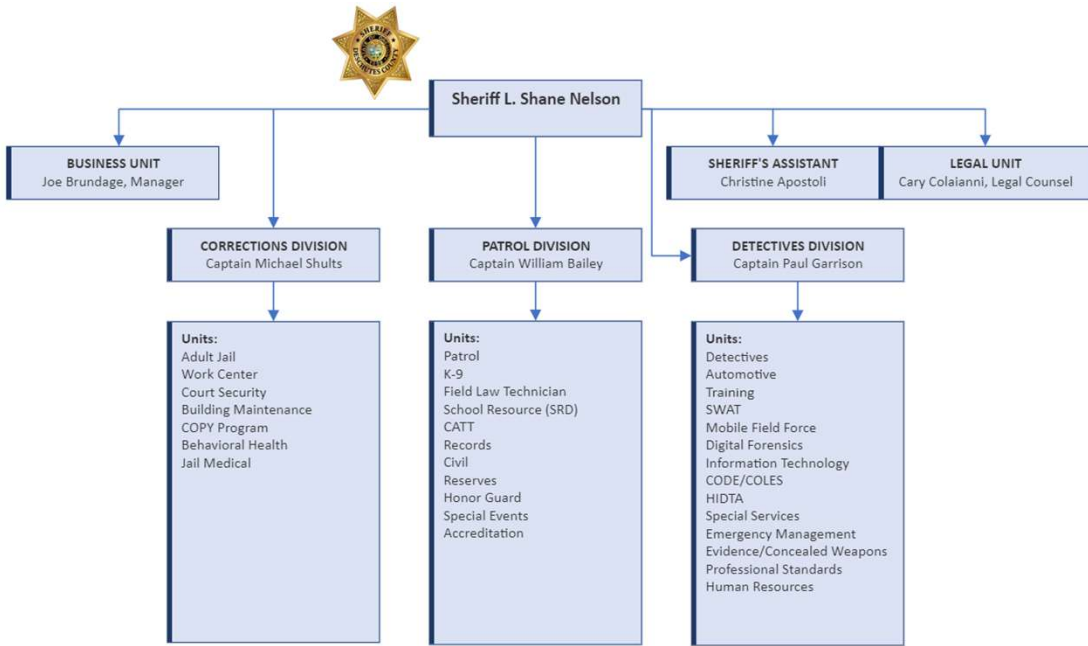 SHERIFF
DESCHUTES COUNTY
Sheriff L. Shane Nelson
BUSINESS UNIT
Joe Brundage, Manager
SHERIFF'S ASSISTANT
Christine Apostoli
LEGAL UNIT
Cary Colaianni, Legal Counsel
CORRECTIONS DIVISION
Captain Michael Shults
PATROL DIVISION
Captain William Bailey
DETECTIVES DIVISION
Captain Paul Garrison
Units:
Adult Jail
Work Center
Court Security
Building Maintenance
COPY Program
Behavioral Health
Jail Medical
Units:
Patrol
K-9
Field Law Technician
School Resource (SRD)
CATT
Records
Civil
Reserves
Honor Guard
Special Events
Accreditation
Units:
Detectives
Automotive
Training
SWAT
Mobile Field Force
Digital Forensics
Information Technology
CODE/COLES
HIDTA
Special Services
Emergency Management
Evidence/Concealed Weapons
Professional Standards
Human Resources